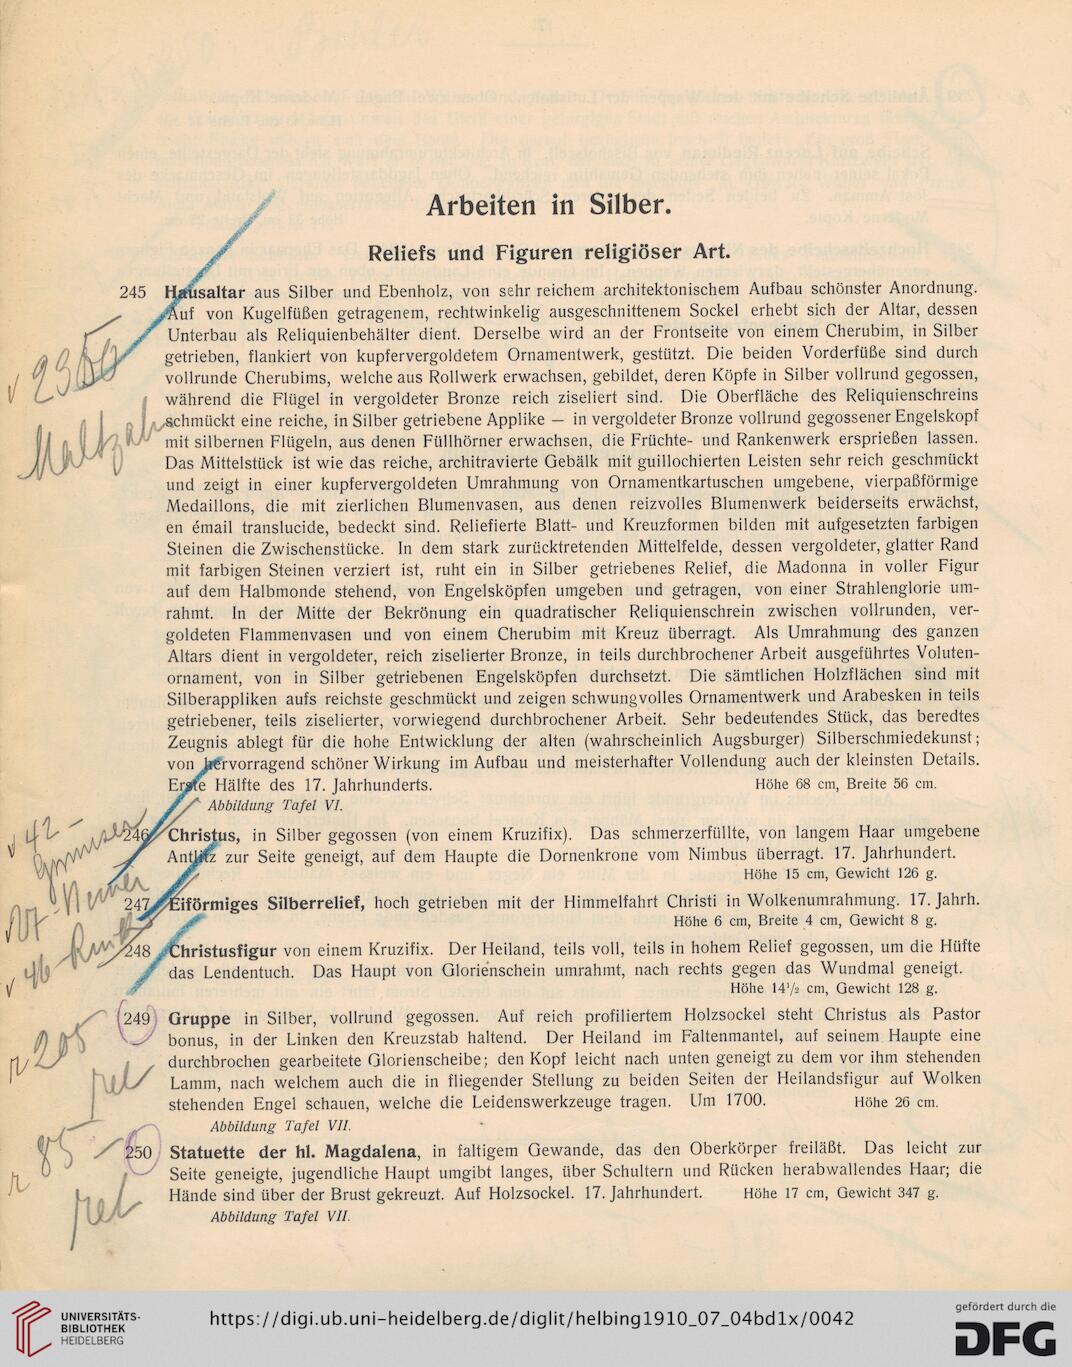 Arbeiten in Silber.
Reliefs und Figuren religiöser Art.
245 Hausaltar aus Silber und Ebenholz, von sehr reichem architektonischem Aufbau schönster Anordnung.
Auf von Kugelfüßen getragenem, rechtwinkelig ausgeschnittenem Sockel erhebt sich der Altar, dessen
Unterbau als Reliquienbehälter dient. Derselbe wird an der Frontseite von einem Cherubim, in Silber
getrieben, flankiert von kupfervergoldetem Ornamentwerk, gestützt. Die beiden Vorderfüße sind durch
vollrunde Cherubims, welche aus Rollwerk erwachsen, gebildet, deren Köpfe in Silber vollrund gegossen,
während die Flügel in vergoldeter Bronze reich ziseliert sind. Die Oberfläche des Reliquienschreins
schmückt eine reiche, in Silber getriebene Applike — in vergoldeter Bronze vollrund gegossener Engelskopf
mit silbernen Flügeln, aus denen Füllhörner erwachsen, die Früchte- und Rankenwerk ersprießen lassen.
Das Mittelstück ist wie das reiche, architravierte Gebälk mit guillochierten Leisten sehr reich geschmückt
und zeigt in einer kupfervergoldeten Umrahmung von Ornamentkartuschen umgebene, vierpaßförmige
Medaillons, die mit zierlichen Blumenvasen, aus denen reizvolles Blumenwerk beiderseits erwächst,
en émail translucide, bedeckt sind. Reliefierte Blatt- und Kreuzformen bilden mit aufgesetzten farbigen
Steinen die Zwischenstücke. In dem stark zurücktretenden Mittelfelde, dessen vergoldeter, glatter Rand
mit farbigen Steinen verziert ist, ruht ein in Silber getriebenes Relief, die Madonna in voller Figur
auf dem Halbmonde stehend, von Engelsköpfen umgeben und getragen, von einer Strahlenglorie um-
rahmt. In der Mitte der Bekrönung ein quadratischer Reliquienschrein zwischen vollrunden, ver-
goldeten Flammenvasen und von einem Cherubim mit Kreuz überragt. Als Umrahmung des ganzen
Altars dient in vergoldeter, reich ziselierter Bronze, in teils durchbrochener Arbeit ausgeführtes Voluten-
ornament, von in Silber getriebenen Engelsköpfen durchsetzt. Die sämtlichen Holzflächen sind mit
Silberappliken aufs reichste geschmückt und zeigen schwungvolles Ornamentwerk und Arabesken in teils
getriebener, teils ziselierter, vorwiegend durchbrochener Arbeit. Sehr bedeutendes Stück, das beredtes
Zeugnis ablegt für die hohe Entwicklung der alten (wahrscheinlich Augsburger) Silberschmiedekunst;
von hervorragend schöner Wirkung im Aufbau und meisterhafter Vollendung auch der kleinsten Details.
Erste Hälfte des 17. Jahrhunderts. Höhe 68 cm, Breite 56 cm.
Abbildung Tafel VI.
246 Christus, in Silber gegossen (von einem Kruzifix). Das schmerzerfüllte, von langem Haar umgebene
Antlitz zur Seite geneigt, auf dem Haupte die Dornenkrone vom Nimbus überragt. 17. Jahrhundert.
Höhe 15 cm, Gewicht 126 g.
247 Eiförmiges Silberrelief, hoch getrieben mit der Himmelfahrt Christi in Wolkenumrahmung. 17. Jahrh.
Höhe 6 cm, Breite 4 cm, Gewicht 8 g.
248 Christusfigur von einem Kruzifix. Der Heiland, teils voll, teils in hohem Relief gegossen, um die Hüfte
das Lendentuch. Das Haupt von Glorienschein umrahmt, nach rechts gegen das Wundmal geneigt.
Höhe 14½ cm, Gewicht 128 g.
249 Gruppe in Silber, vollrund gegossen. Auf reich profiliertem Holzsockel steht Christus als Pastor
bonus, in der Linken den Kreuzstab haltend. Der Heiland im Faltenmantel, auf seinem Haupte eine
durchbrochen gearbeitete Glorienscheibe; den Kopf leicht nach unten geneigt zu dem vor ihm stehenden
Lamm, nach welchem auch die in fliegender Stellung zu beiden Seiten der Heilandsfigur auf Wolken
stehenden Engel schauen, welche die Leidenswerkzeuge tragen. Um 1700. Höhe 26 cm.
Abbildung Tafel VII.
250 Statuette der hl. Magdalena, in faltigem Gewande, das den Oberkörper freiläßt. Das leicht zur
Seite geneigte, jugendliche Haupt umgibt langes, über Schultern und Rücken herabwallendes Haar; die
Hände sind über der Brust gekreuzt. Auf Holzsockel. 17. Jahrhundert. Höhe 17 cm, Gewicht 347 g.
Abbildung Tafel VII.
2350
Maltzahn
42 -
46 -
r 205
ret
r 85 -
ret
UNIVERSITÄTS-
BIBLIOTHEK
HEIDELBERG
https://digi.ub.uni-heidelberg.de/diglit/helbing1910_07_04bd1x/0042
gefördert durch die
DFG